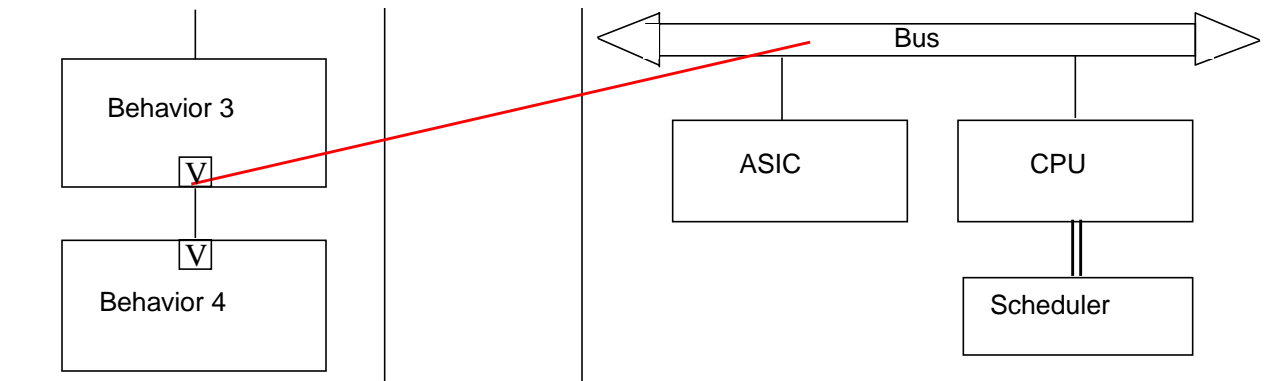 Bus
Behavior 3
ASIC
CPU
V
V
Behavior 4
Scheduler